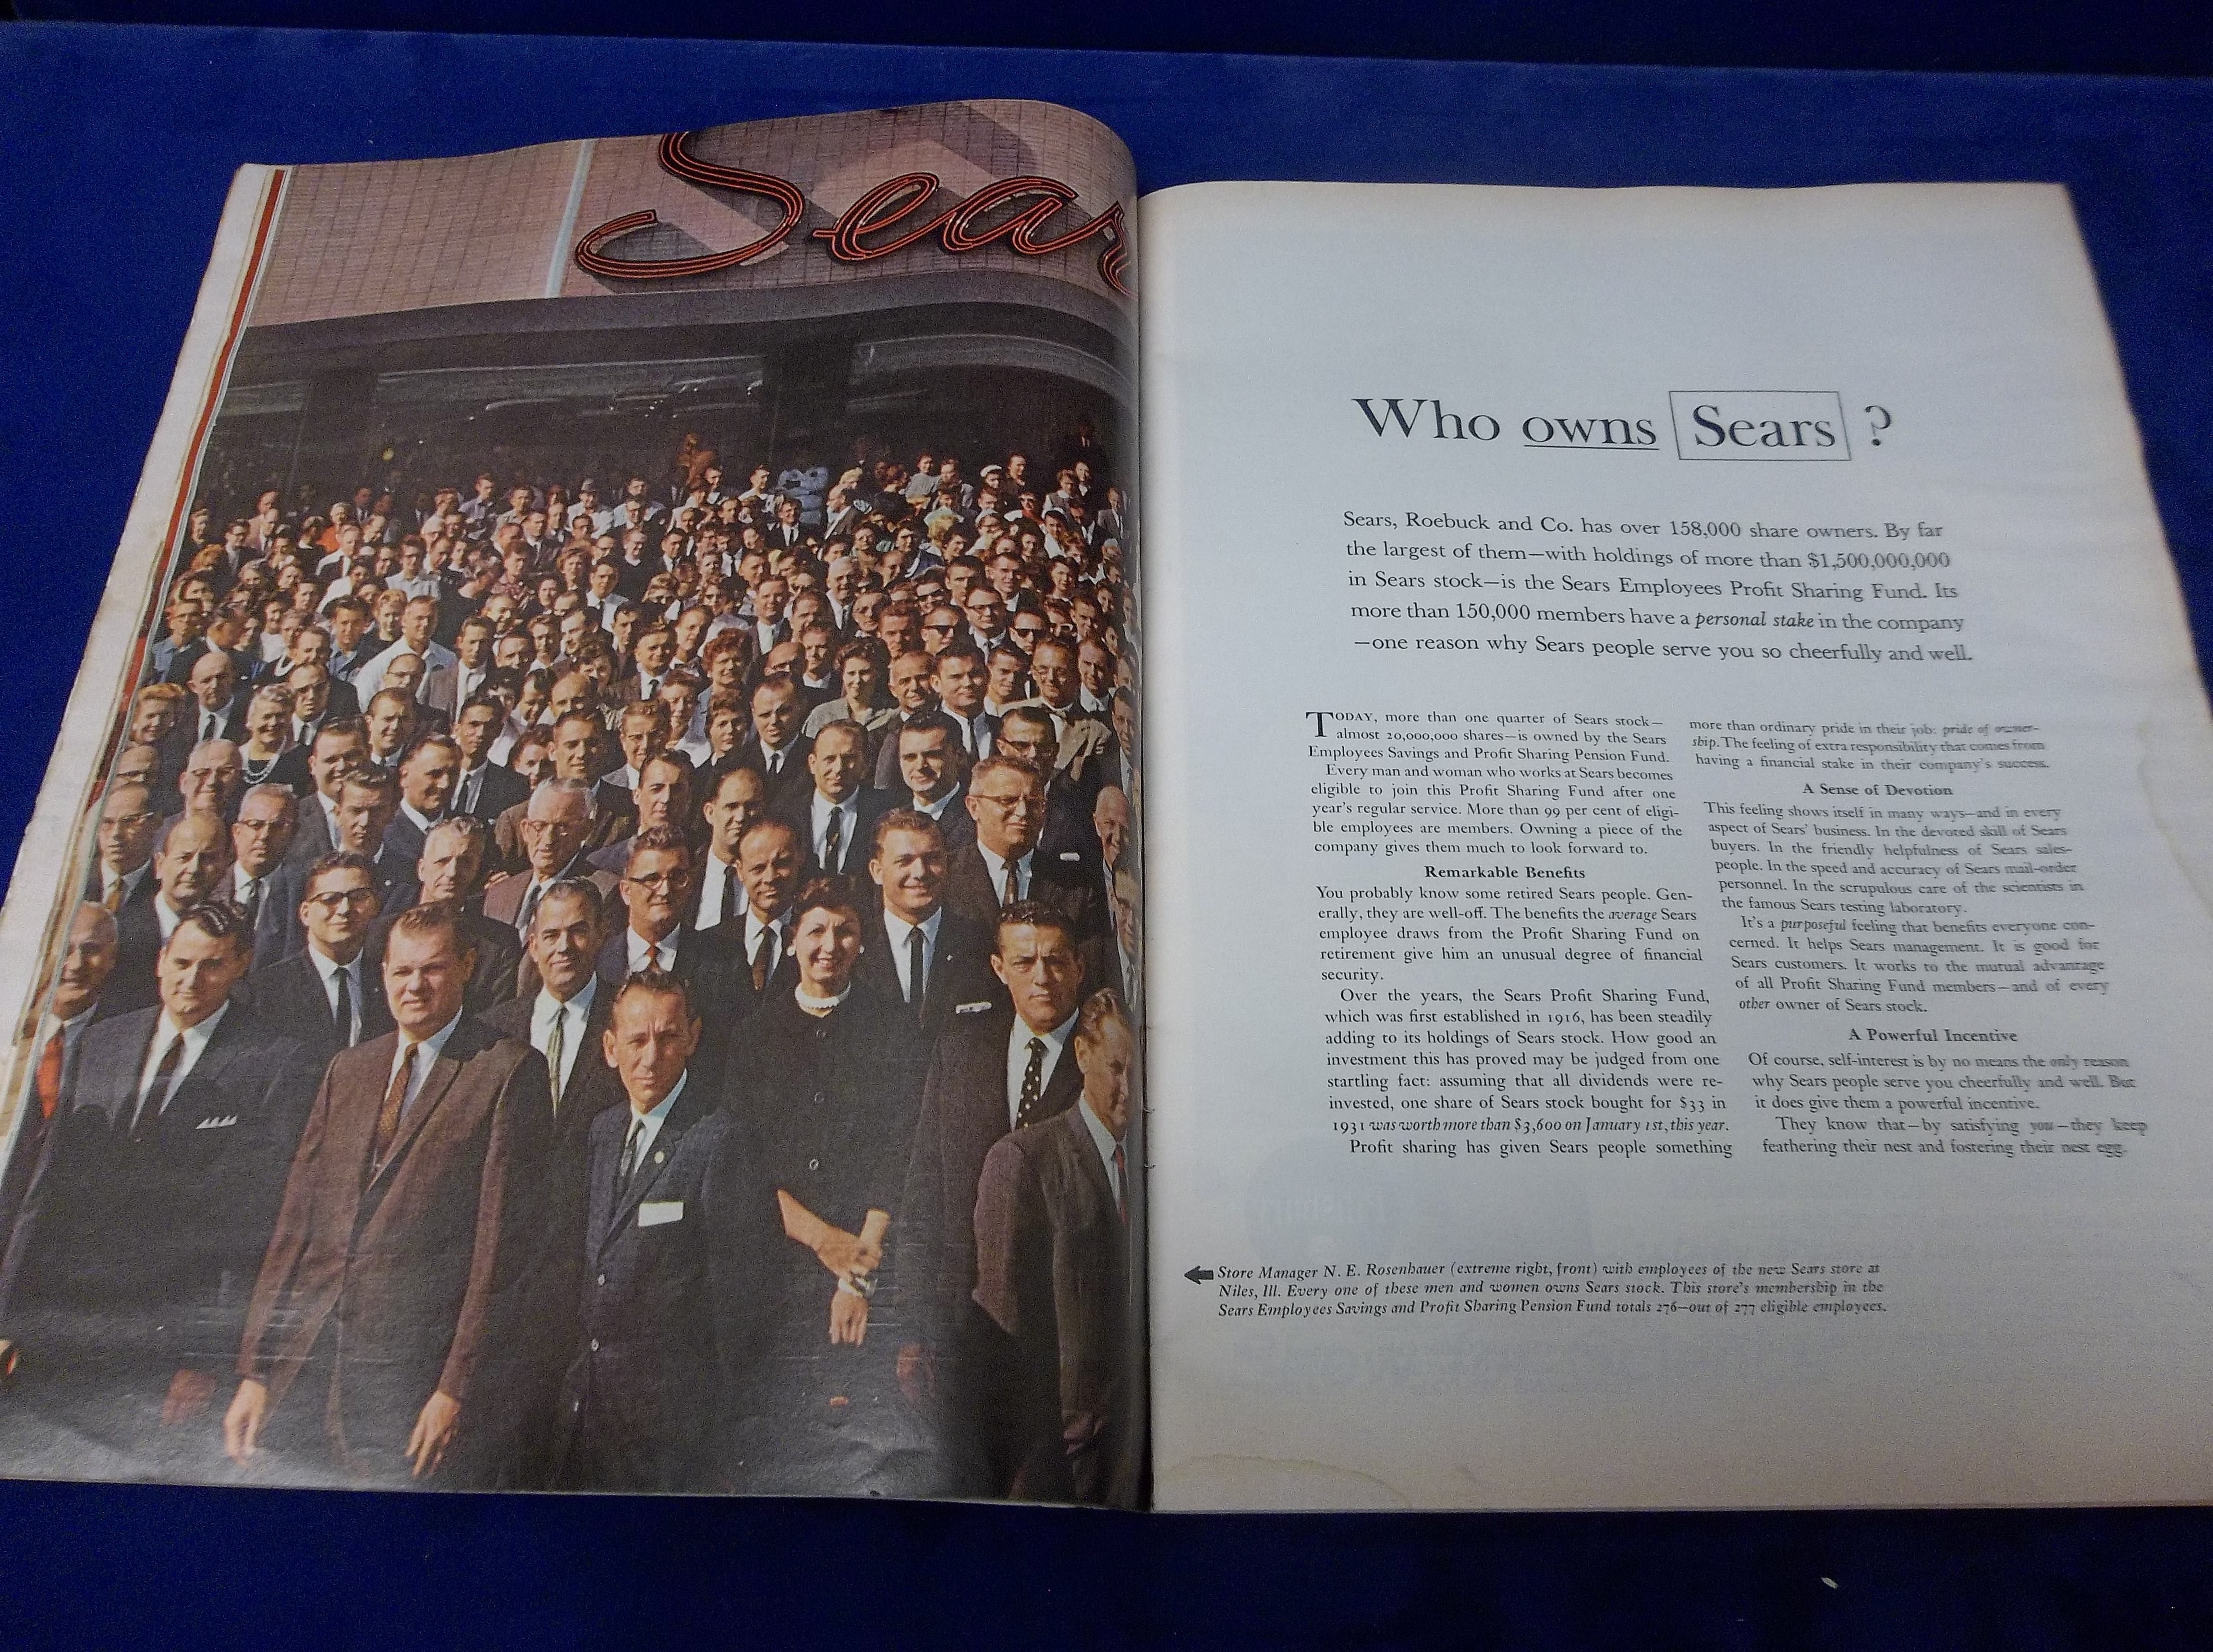 Sears
Who owns Sears ?
Sears, Roebuck and Co. has over 158,000 share owners. By far
the largest of them—with holdings of more than $1,500,000,000
in Sears stock—is the Sears Employees Profit Sharing Fund. Its
more than 150,000 members have a personal stake in the company
—one reason why Sears people serve you so cheerfully and well.
TODAY, more than one quarter of Sears stock—
almost 20,000,000 shares—is owned by the Sears
Employees Savings and Profit Sharing Pension Fund.
Every man and woman who works at Sears becomes
eligible to join this Profit Sharing Fund after one
year's regular service. More than 99 per cent of eligi-
ble employees are members. Owning a piece of the
company gives them much to look forward to.
Remarkable Benefits
You probably know some retired Sears people. Gen-
erally, they are well-off. The benefits the average Sears
employee draws from the Profit Sharing Fund on
retirement give him an unusual degree of financial
security.
Over the years, the Sears Profit Sharing Fund,
which was first established in 1916, has been steadily
adding to its holdings of Sears stock. How good an
investment this has proved may be judged from one
startling fact: assuming that all dividends were re-
invested, one share of Sears stock bought for $33 in
1931 was worth more than $3,600 on January 1st, this year.
Profit sharing has given Sears people something
more than ordinary pride in their job: pride of owner-
ship. The feeling of extra responsibility that comes from
having a financial stake in their company's success.
A Sense of Devotion
This feeling shows itself in many ways—and in every
aspect of Sears' business. In the devoted skill of Sears
buyers. In the friendly helpfulness of Sears sales-
people. In the speed and accuracy of Sears mail-order
personnel. In the scrupulous care of the scientists in
the famous Sears testing laboratory.
It's a purposeful feeling that benefits everyone con-
cerned. It helps Sears management. It is good for
Sears customers. It works to the mutual advantage
of all Profit Sharing Fund members—and of every
other owner of Sears stock.
A Powerful Incentive
Of course, self-interest is by no means the only reason
why Sears people serve you cheerfully and well. But
it does give them a powerful incentive.
They know that—by satisfying you—they keep
feathering their nest and fostering their nest egg.
Store Manager N. E. Rosenhauer (extreme right, front) with employees of the new Sears store at
Niles, Ill. Every one of these men and women owns Sears stock. This store's membership in the
Sears Employees Savings and Profit Sharing Pension Fund totals 276—out of 277 eligible employees.